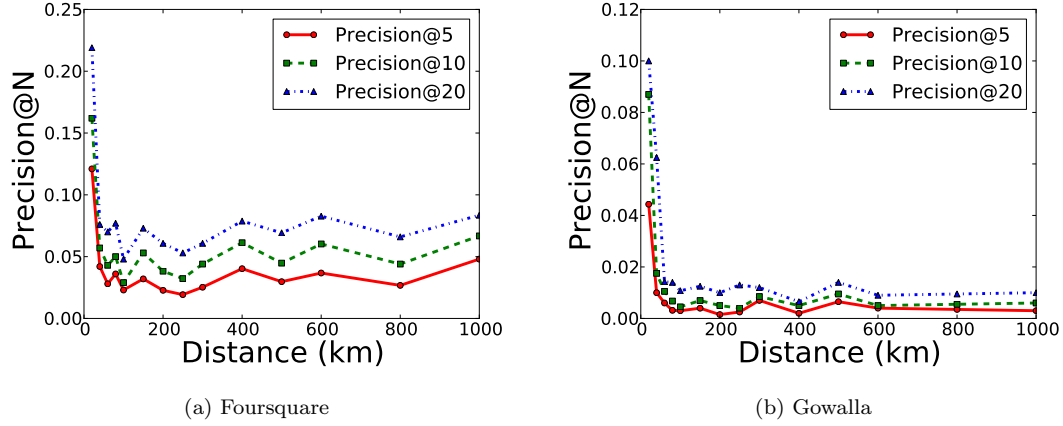 0.25
0.20
0.15
0.10
0.05
0.00
Precision@N
Precision@5
Precision@10
Precision@20
0 200 400 600 800 1000
Distance (km)
(a) Foursquare
0.12
0.10
0.08
0.06
0.04
0.02
0.00
Precision@N
Precision@5
Precision@10
Precision@20
0 200 400 600 800 1000
Distance (km)
(b) Gowalla